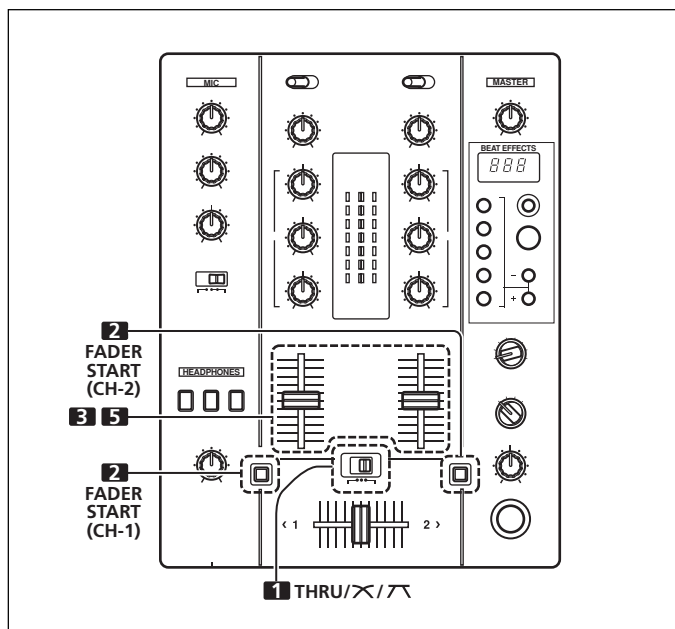 MIC
MASTER
BEAT EFFECTS
888
−
+
2
FADER
START
(CH-2)
HEADPHONES
3 5
2
FADER
START
(CH-1)
‹ 1
2 ›
1 THRU/